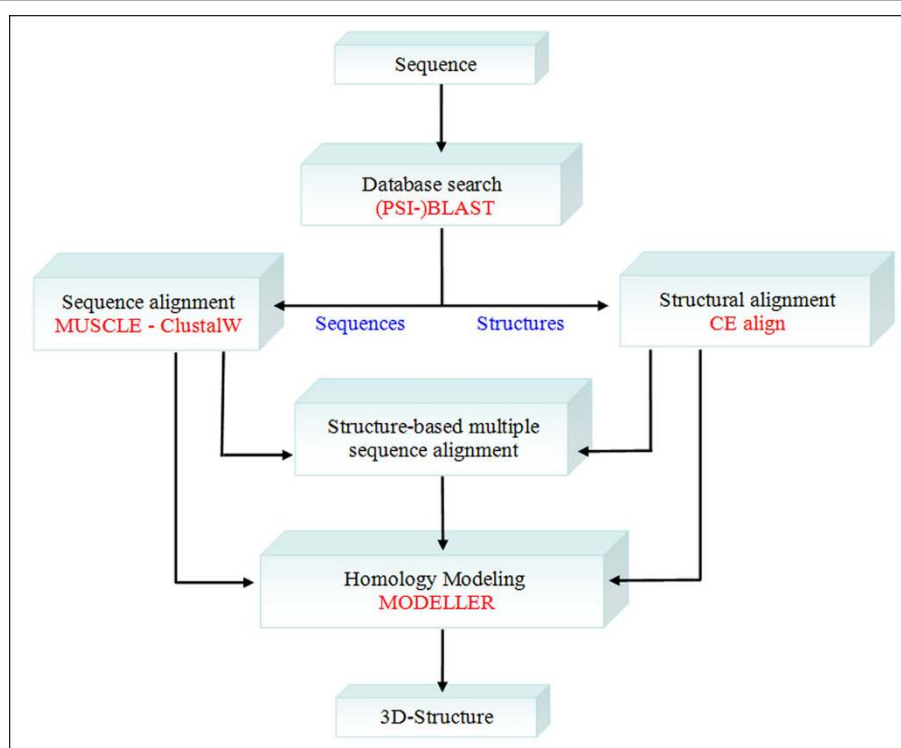 Sequence
Database search
(PSI-)BLAST
Sequence alignment
MUSCLE - ClustalW
Sequences
Structures
Structural alignment
CE align
Structure-based multiple
sequence alignment
Homology Modeling
MODELLER
3D-Structure